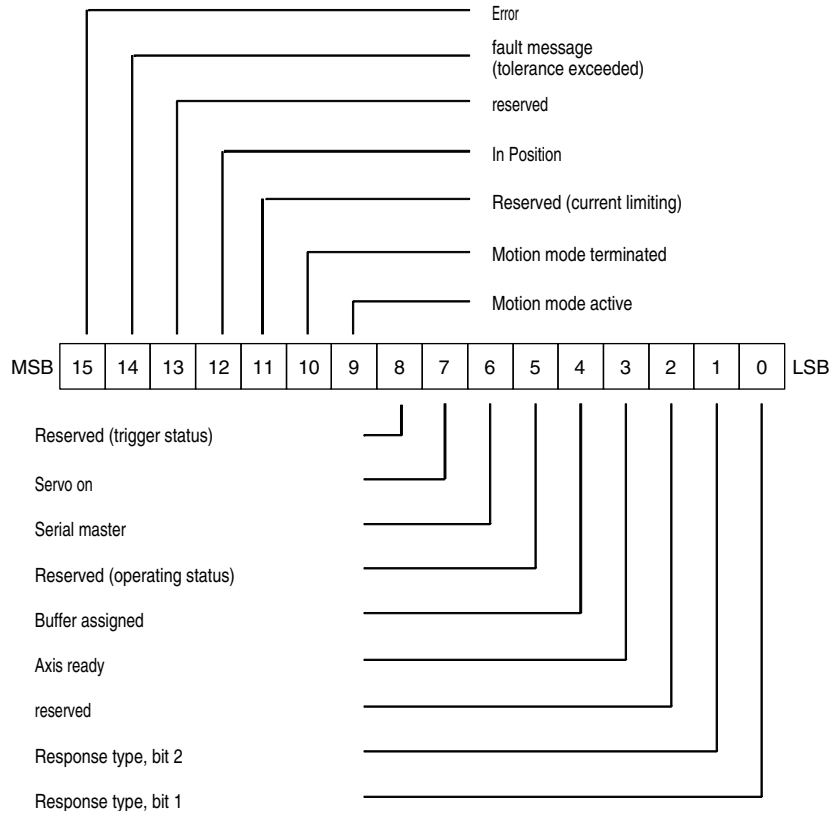 Error
fault message
(tolerance exceeded)
reserved
In Position
Reserved (current limiting)
Motion mode terminated
Motion mode active
MSB 15 14 13 12 11 10 9 8 7 6 5 4 3 2 1 0 LSB
Reserved (trigger status)
Servo on
Serial master
Reserved (operating status)
Buffer assigned
Axis ready
reserved
Response type, bit 2
Response type, bit 1